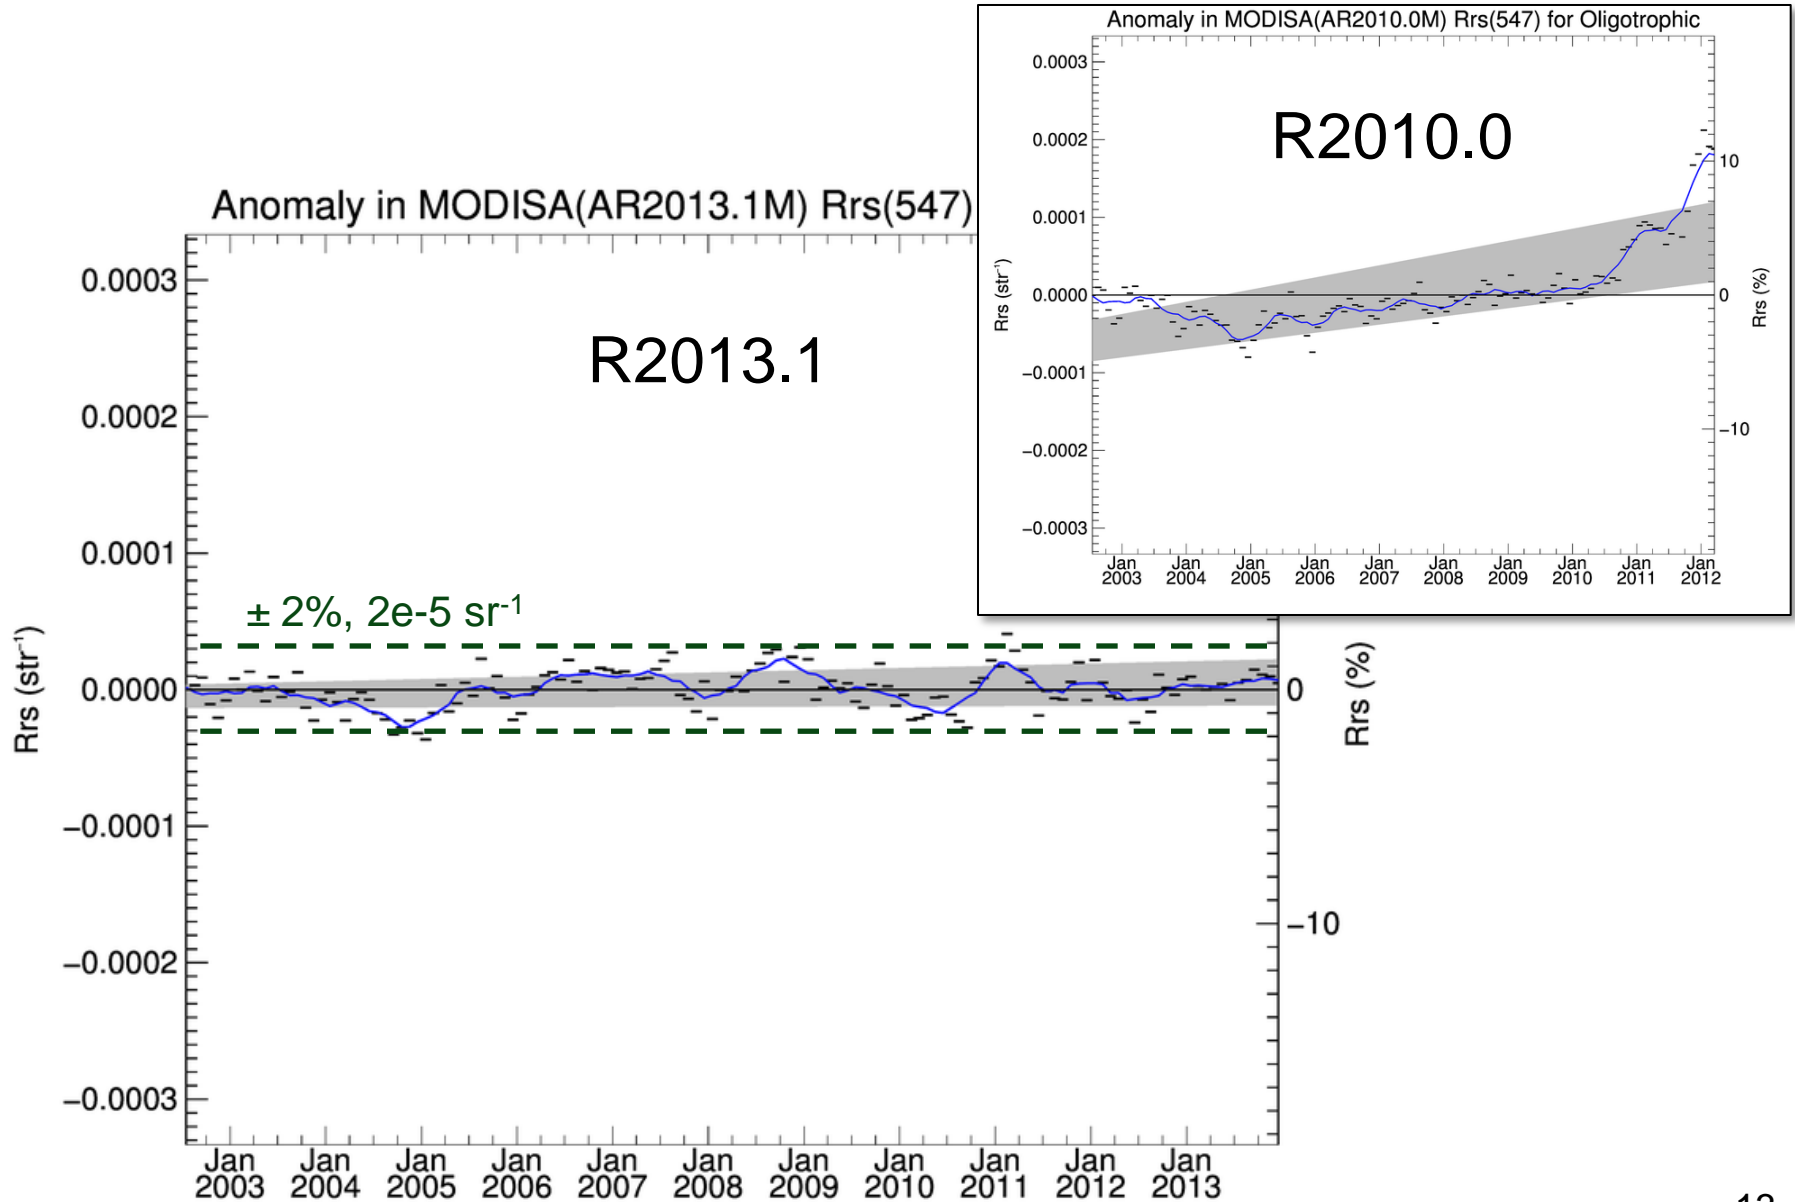 Anomaly in MODISA(AR2010.0M) Rrs(547) for Oligotrophic
R2010.0
0.0003
0.0002
0.0001
0.0000
−0.0001
−0.0002
−0.0003
Rrs (str⁻¹)
10
0
−10
Rrs (%)
Jan Jan Jan Jan Jan Jan Jan Jan Jan Jan
2003 2004 2005 2006 2007 2008 2009 2010 2011 2012
Anomaly in MODISA(AR2013.1M) Rrs(547)
R2013.1
± 2%, 2e-5 sr⁻¹
0.0003
0.0002
0.0001
0.0000
−0.0001
−0.0002
−0.0003
Rrs (str⁻¹)
0
−10
Rrs (%)
Jan Jan Jan Jan Jan Jan Jan Jan Jan Jan Jan
2003 2004 2005 2006 2007 2008 2009 2010 2011 2012 2013